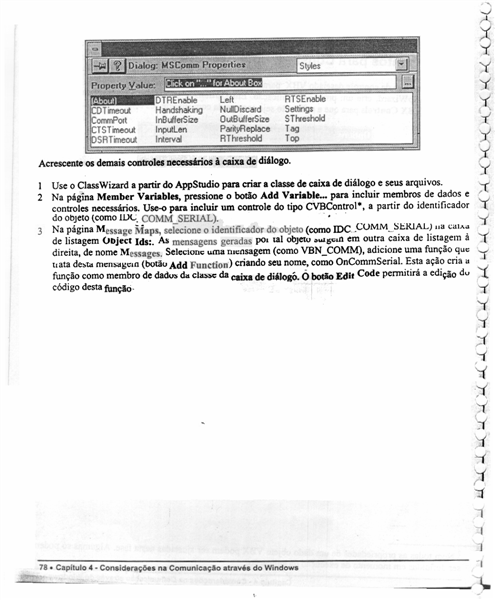 Dialog: MSComm Properties Styles
Property Value: Click on "..." for About Box ...
(About) DTREnable Left RTSEnable
CDTimeout Handshaking NullDiscard Settings
CommPort InBufferSize OutBufferSize SThreshold
CTSTimeout InputLen ParityReplace Tag
DSRTimeout Interval RThreshold Top
Acrescente os demais controles necessários à caixa de diálogo.
1 Use o ClassWizard a partir do AppStudio para criar a classe de caixa de diálogo e seus arquivos.
2 Na página Member Variables, pressione o botão Add Variable... para incluir membros de dados e
controles necessários. Use-o para incluir um controle do tipo CVBControl*, a partir do identificador
do objeto (como IDC_COMM_SERIAL).
3 Na página Message Maps, selecione o identificador do objeto (como IDC_COMM_SERIAL) na caixa
de listagem Object Ids:. As mensagens geradas por tal objeto surgem em outra caixa de listagem à
direita, de nome Messages. Selecione uma mensagem (como VBN_COMM), adicione uma função que
trata desta mensagem (botão Add Function) criando seu nome, como OnCommSerial. Esta ação cria a
função como membro de dados da classe da caixa de diálogo. O botão Edit Code permitirá a edição do
código desta função.
78 • Capítulo 4 - Considerações na Comunicação através do Windows